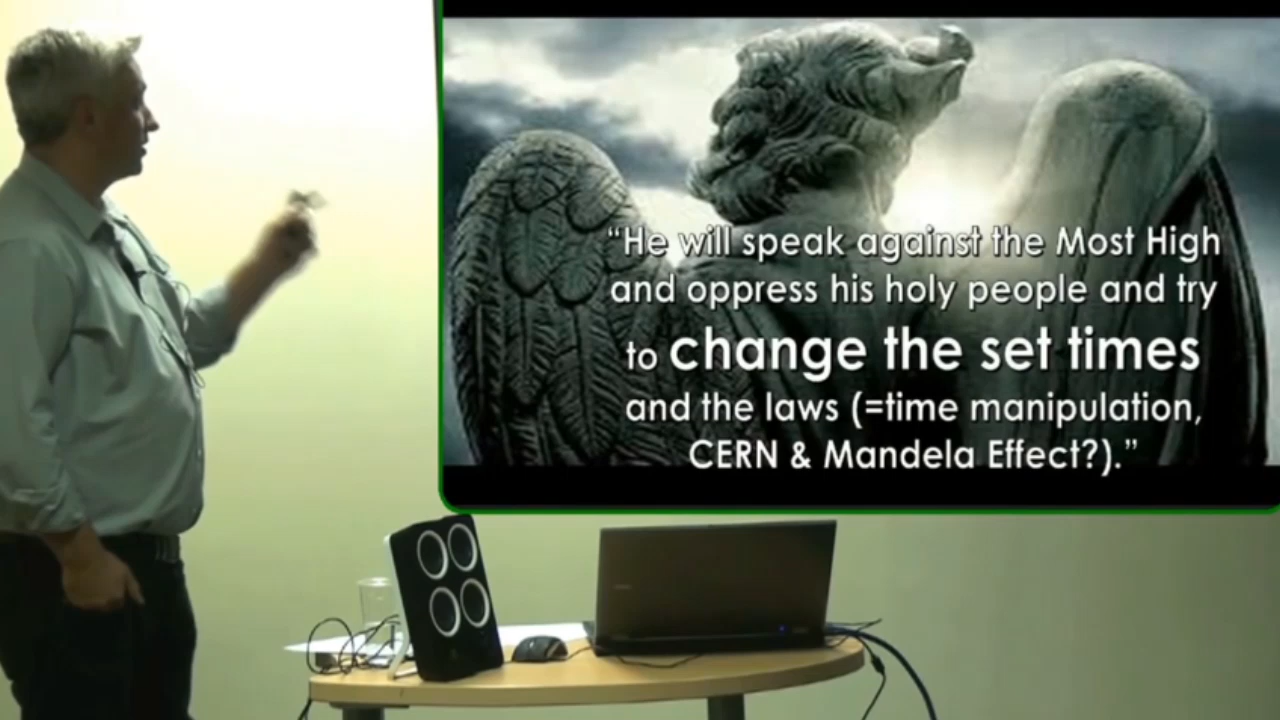 “He will speak against the Most High
and oppress his holy people and try
to change the set times
and the laws (=time manipulation,
CERN & Mandela Effect?).”